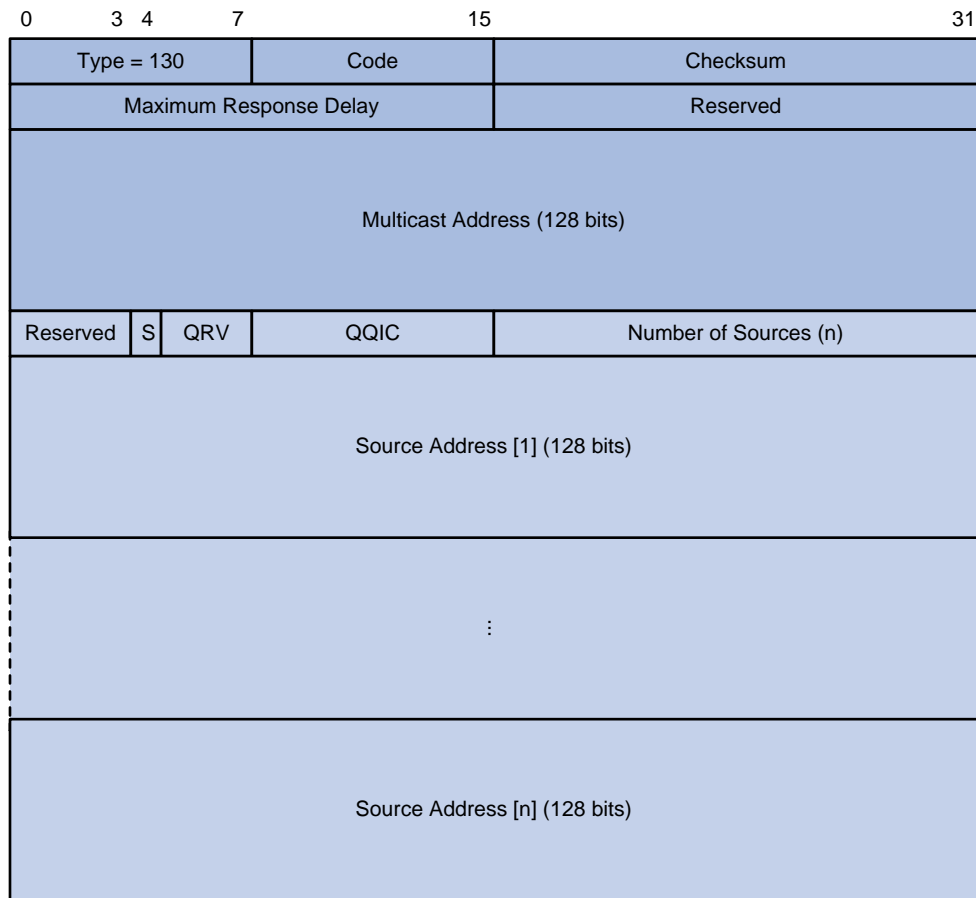 0 3 4 7 15 31
Type = 130 Code Checksum
Maximum Response Delay Reserved
Multicast Address (128 bits)
Reserved S QRV QQIC Number of Sources (n)
Source Address [1] (128 bits)
...
Source Address [n] (128 bits)